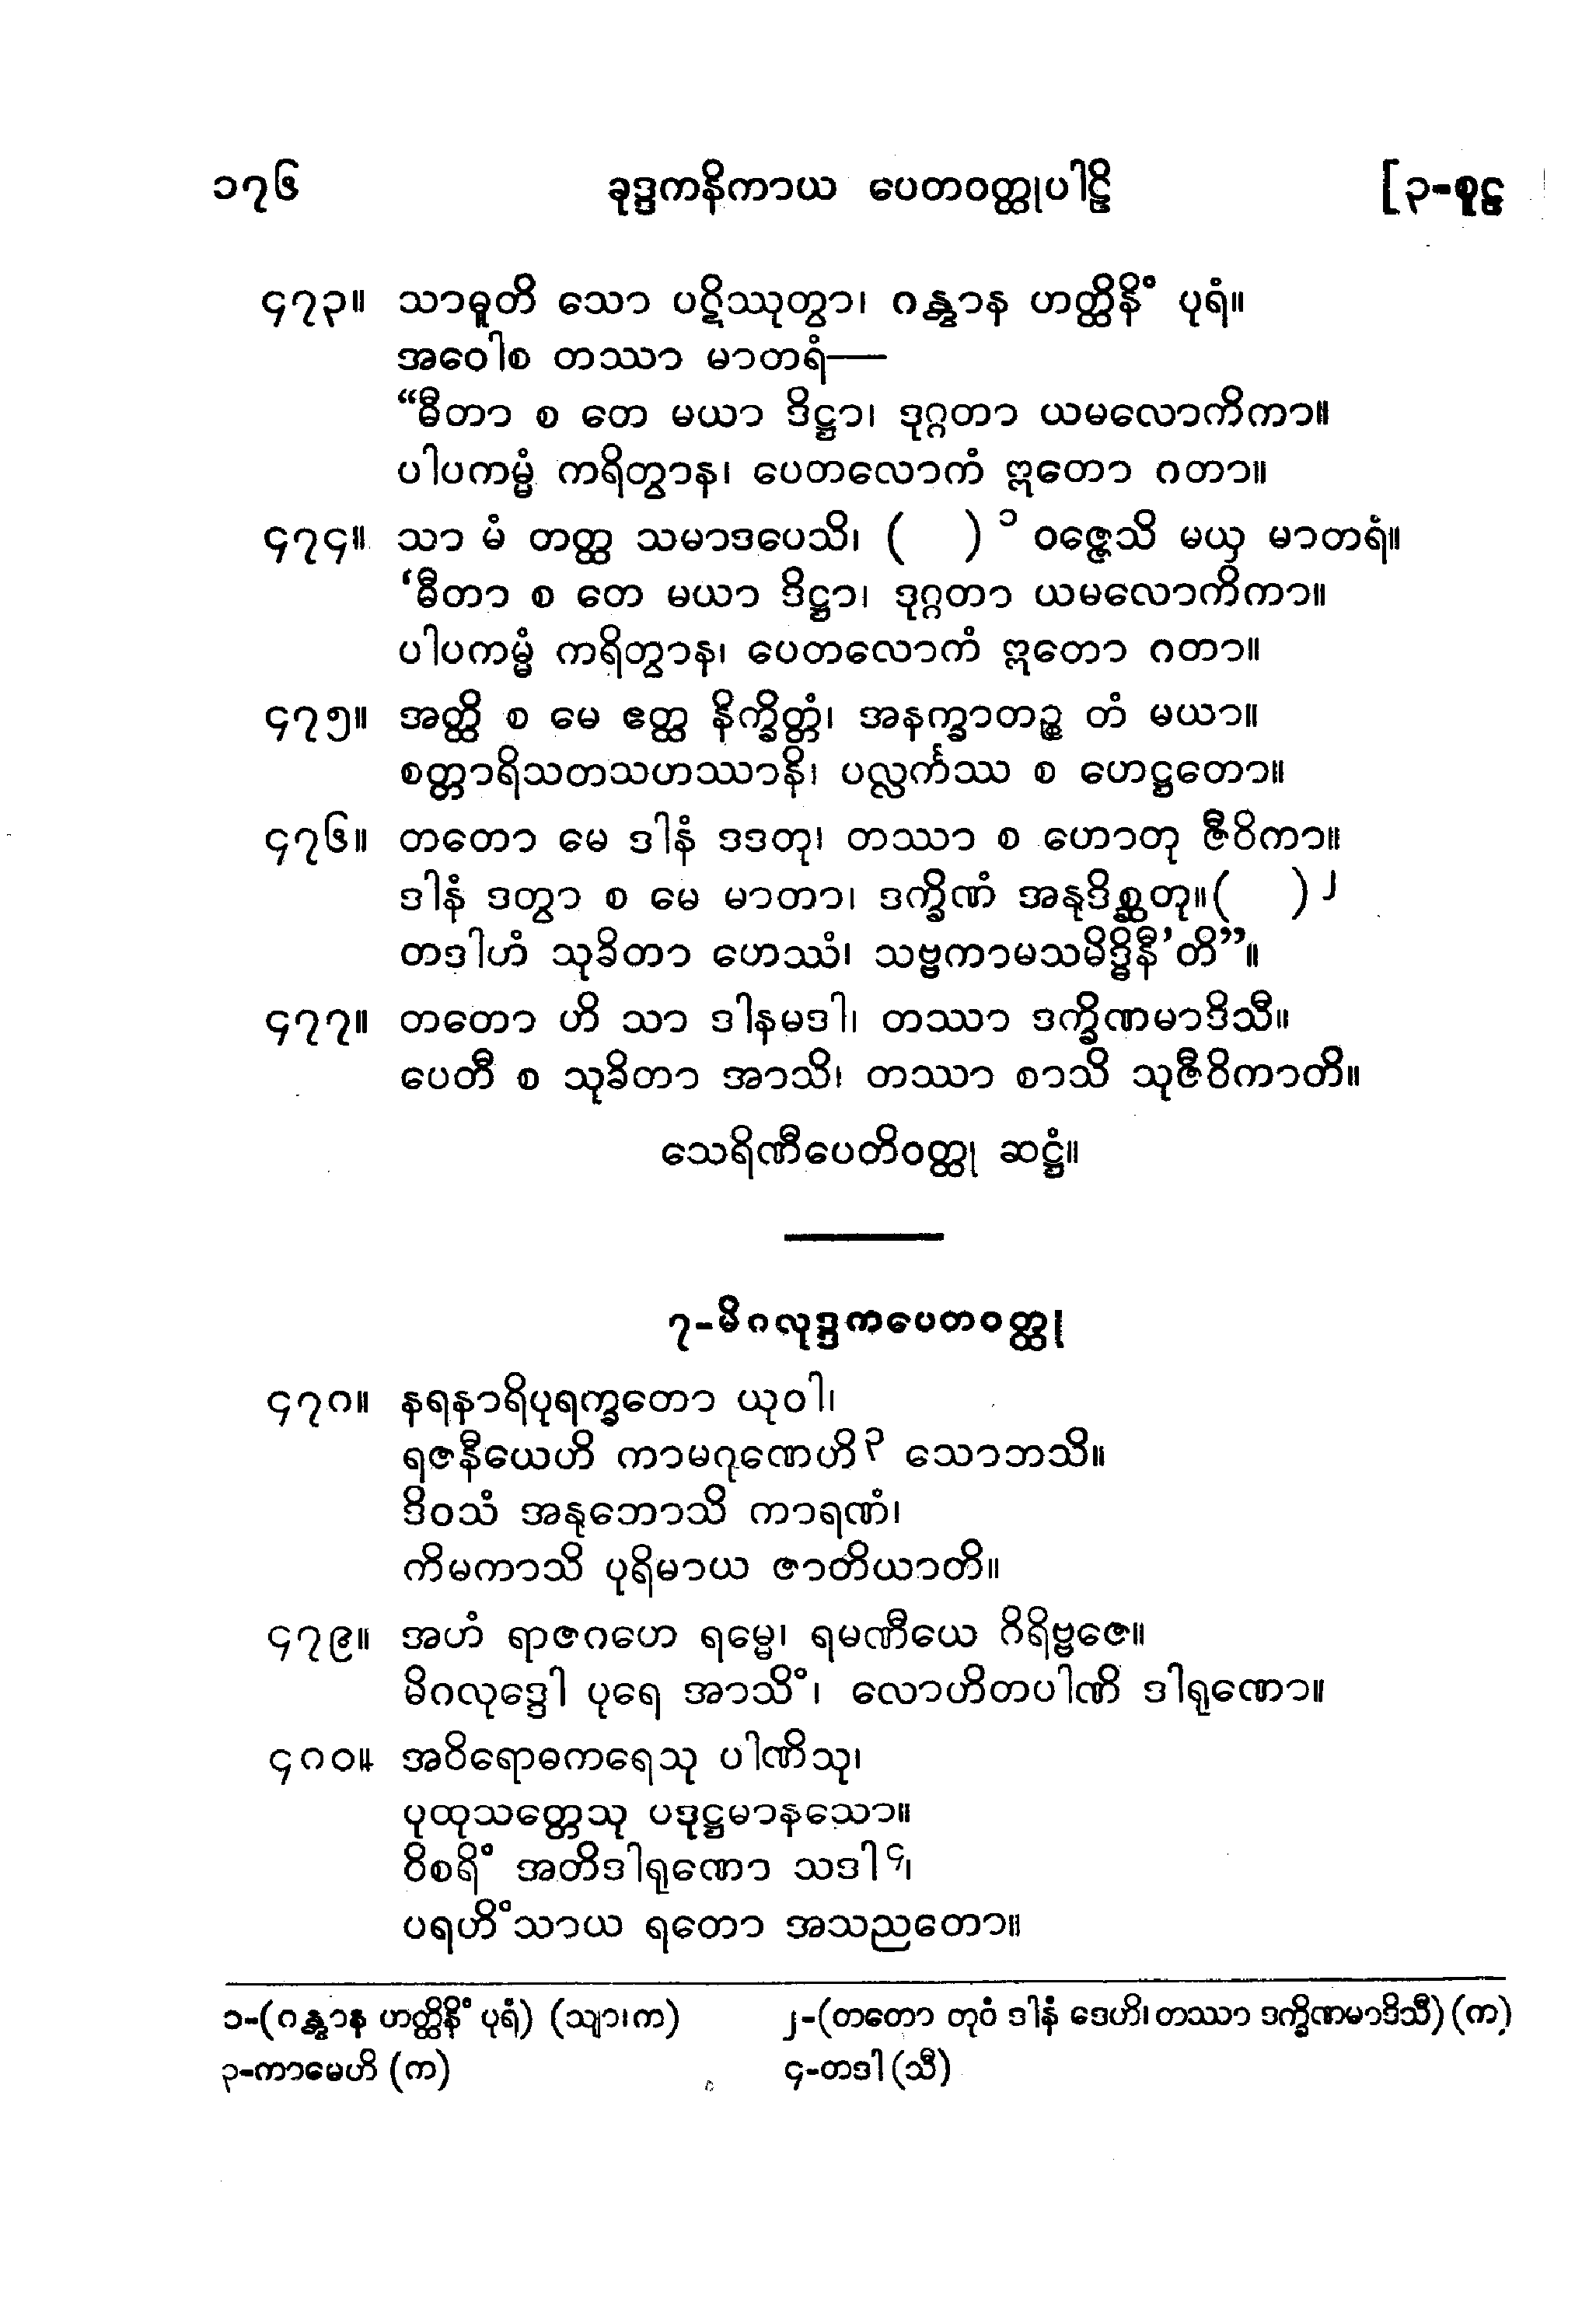 ၁၇၆ ခုဒ္ဒကနိကာယ ပေတဝတ္ထုပါဠိ [၃-စူဠ
၄၇၃။ သာဓူတိ သော ပဋိဿုတွာ၊ ဂန္တွာန ဟတ္ထိနိံ ပုရံ။
အဝေါစ တဿာ မာတရံ—
“ဓီတာ စ တေ မယာ ဒိဋ္ဌာ၊ ဒုဂ္ဂတာ ယမလောကိကာ။
ပါပကမ္မံ ကရိတွာန၊ ပေတလောကံ ဣတော ဂတာ။
၄၇၄။ သာ မံ တတ္ထ သမာဒပေသိ၊ ( ) ၁ ဝဇ္ဇေသိ မယှ မာတရံ။
‘ဓီတာ စ တေ မယာ ဒိဋ္ဌာ၊ ဒုဂ္ဂတာ ယမလောကိကာ။
ပါပကမ္မံ ကရိတွာန၊ ပေတလောကံ ဣတော ဂတာ။
၄၇၅။ အတ္ထိ စ မေ ဧတ္ထ နိက္ခိတ္တံ၊ အနက္ခာတဉ္စ တံ မယာ။
စတ္တာရိသတသဟဿာနိ၊ ပလ္လင်္ကဿ စ ဟေဋ္ဌတော။
၄၇၆။ တတော မေ ဒါနံ ဒဒတု၊ တဿာ စ ဟောတု ဇီဝိကာ။
ဒါနံ ဒတွာ စ မေ မာတာ၊ ဒက္ခိဏံ အနုဒိစ္ဆတု။( ) ၂
တဒါဟံ သုခိတာ ဟေဿံ၊ သဗ္ဗကာမသမိဒ္ဓိနီ’တိ”။
၄၇၇။ တတော ဟိ သာ ဒါနမဒါ၊ တဿာ ဒက္ခိဏမာဒိသီ။
ပေတီ စ သုခိတာ အာသိ၊ တဿာ စာသိ သုဇီဝိကာတိ။
သေရိဏီပေတိဝတ္ထု ဆဋ္ဌံ။
၇-မိဂလုဒ္ဒကပေတဝတ္ထု
၄၇၈။ နရနာရိပုရက္ခတော ယုဝါ၊
ရဇနီယေဟိ ကာမဂုဏေဟိ၃ သောဘသိ။
ဒိဝသံ အနုဘောသိ ကာရဏံ၊
ကိမကာသိ ပုရိမာယ ဇာတိယာတိ။
၄၇၉။ အဟံ ရာဇဂဟေ ရမ္မေ၊ ရမဏီယေ ဂိရိဗ္ဗဇေ။
မိဂလုဒ္ဒေါ ပုရေ အာသိံ၊ လောဟိတပါဏိ ဒါရုဏော။
၄၈၀။ အဝိရောဓကရေသု ပါဏိသု၊
ပုထုသတ္တေသု ပဒုဋ္ဌမာနသော။
ဝိစရိံ အတိဒါရုဏော သဒါ၄၊
ပရဟိံသာယ ရတော အသညတော။
၁-(ဂန္တွာန ဟတ္ထိနိံ ပုရံ) (သျာ၊က) ၂-(တတော တုဝံ ဒါနံ ဒေဟိ၊ တဿာ ဒက္ခိဏမာဒိသီ) (က)
၃-ကာမေဟိ (က) ၄-တဒါ (သီ)